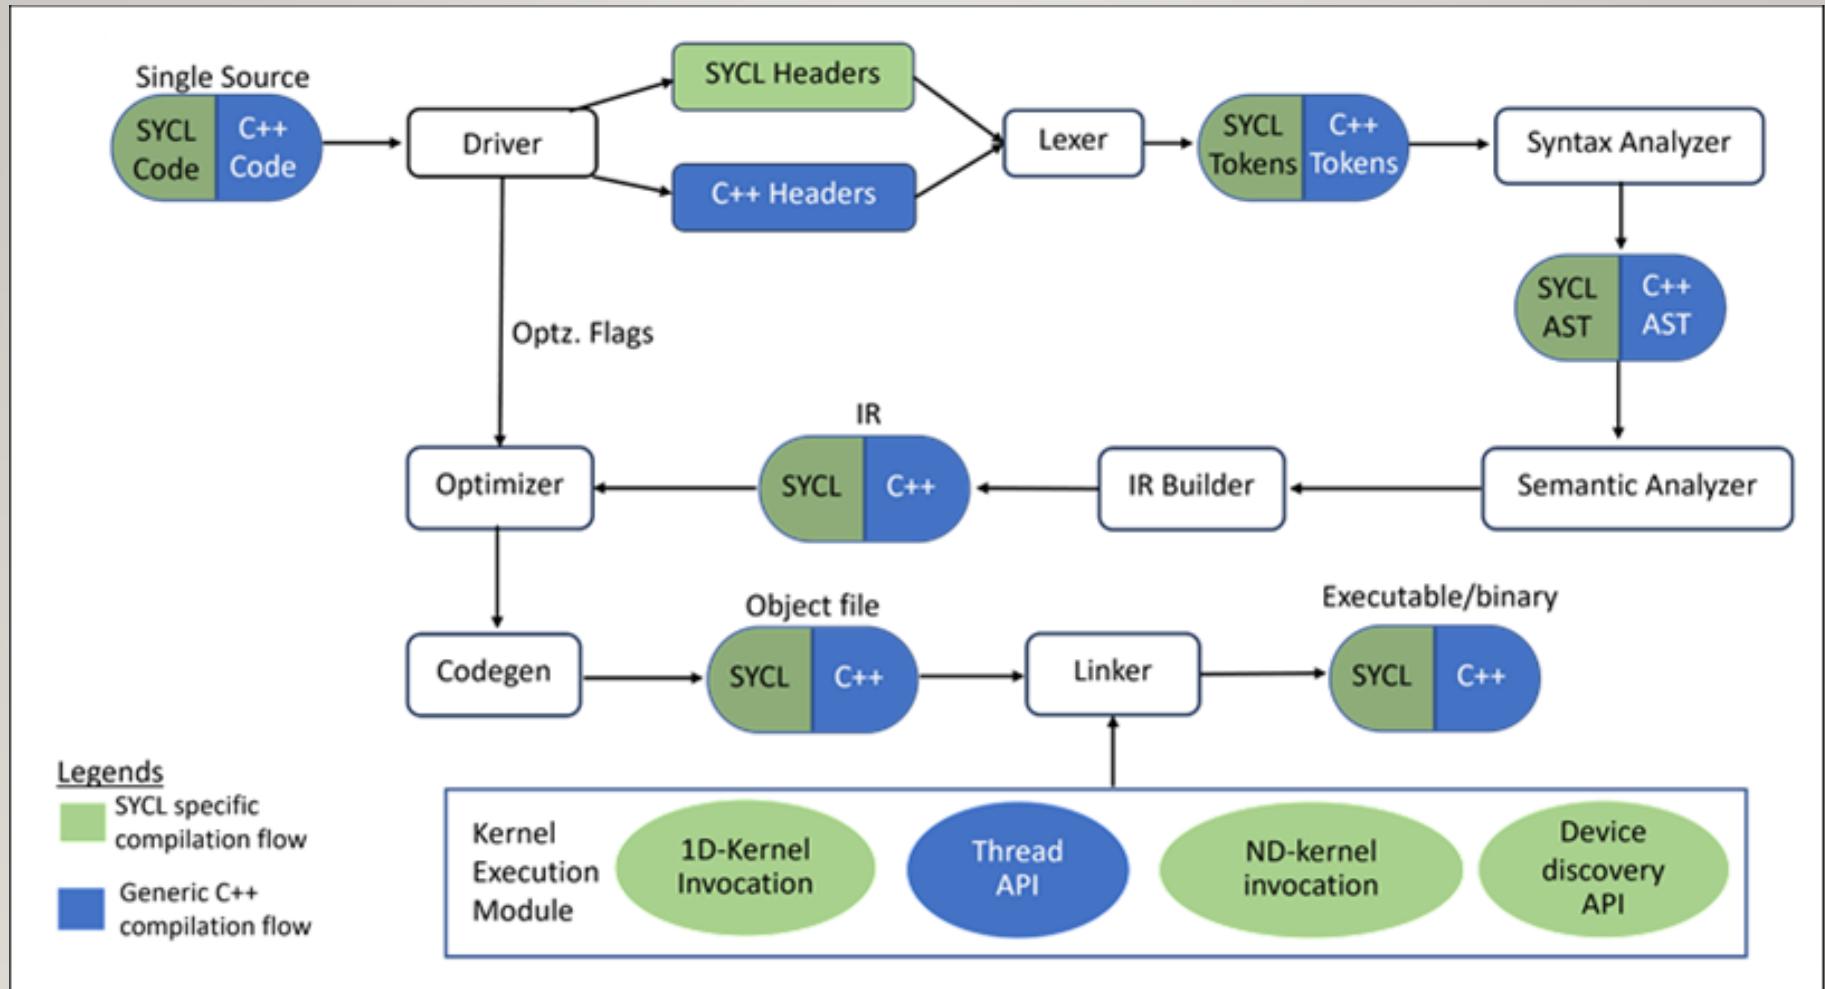 Single Source
SYCL
Code
C++
Code
Driver
SYCL Headers
C++ Headers
Lexer
SYCL
Tokens
C++
Tokens
Syntax Analyzer
SYCL
AST
C++
AST
Optz. Flags
IR
Optimizer
SYCL
C++
IR Builder
Semantic Analyzer
Object file
Executable/binary
Codegen
SYCL
C++
Linker
SYCL
C++
Legends
SYCL specific
compilation flow
Generic C++
compilation flow
Kernel
Execution
Module
1D-Kernel
Invocation
Thread
API
ND-kernel
invocation
Device
discovery
API